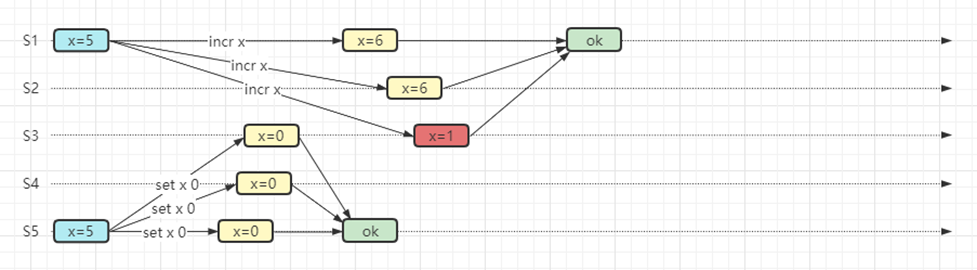 S1 x=5 incr x x=6 ok
incr x
S2 incr x x=6
S3 x=0 x=1
S4 set x 0 x=0
set x 0
S5 x=5 set x 0 x=0 ok